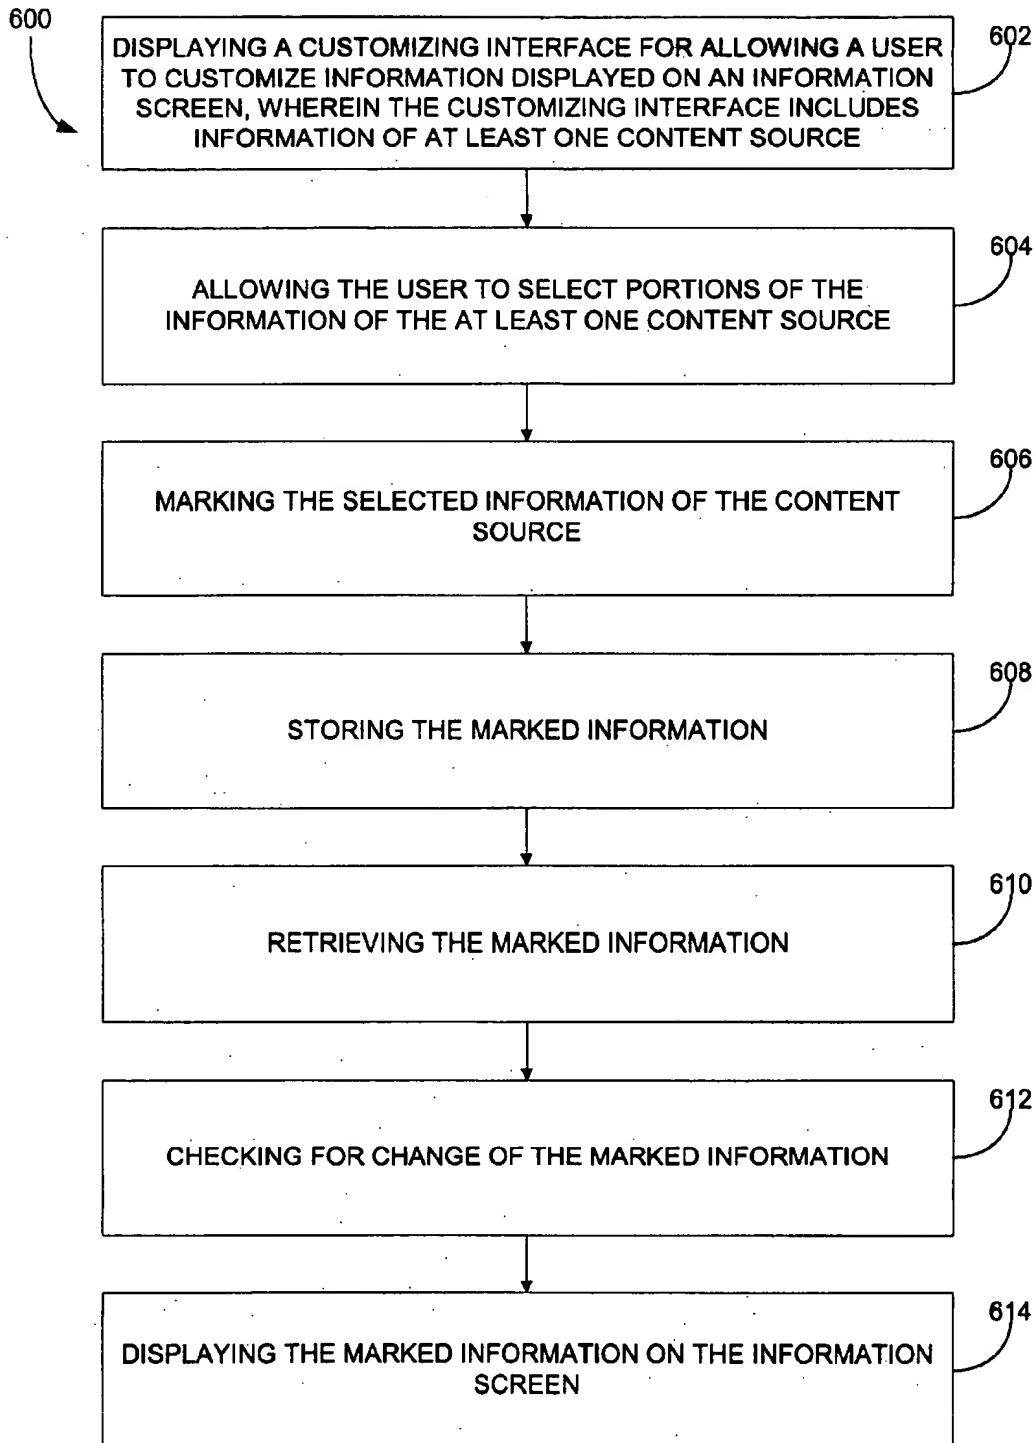 600
DISPLAYING A CUSTOMIZING INTERFACE FOR ALLOWING A USER
TO CUSTOMIZE INFORMATION DISPLAYED ON AN INFORMATION
SCREEN, WHEREIN THE CUSTOMIZING INTERFACE INCLUDES
INFORMATION OF AT LEAST ONE CONTENT SOURCE
602
ALLOWING THE USER TO SELECT PORTIONS OF THE
INFORMATION OF THE AT LEAST ONE CONTENT SOURCE
604
MARKING THE SELECTED INFORMATION OF THE CONTENT
SOURCE
606
STORING THE MARKED INFORMATION
608
RETRIEVING THE MARKED INFORMATION
610
CHECKING FOR CHANGE OF THE MARKED INFORMATION
612
DISPLAYING THE MARKED INFORMATION ON THE INFORMATION
SCREEN
614